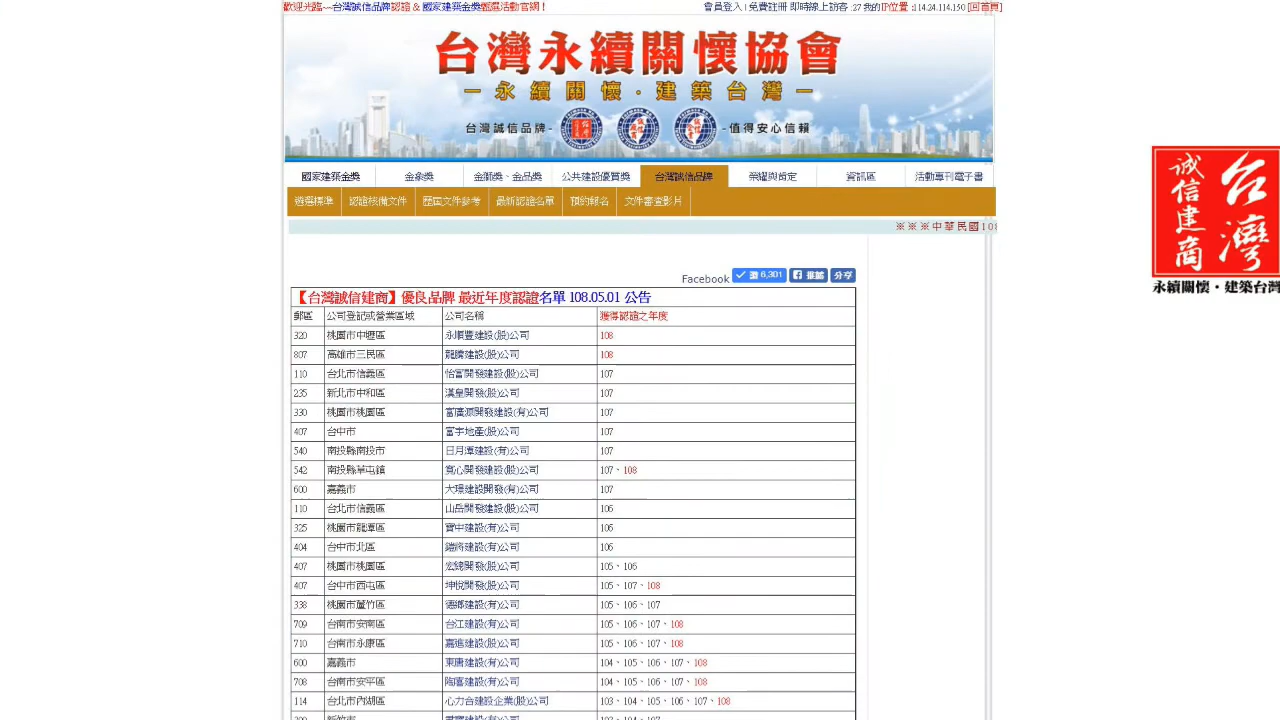 歡迎光臨~~台灣誠信品牌認證 & 國家建築金獎甄選活動官網！
會員登入 | 免費註冊 即時線上訪客 :27 我的IP位置 :114.24.114.150 [回首頁]
台灣永續關懷協會
－永續關懷．建築台灣－
台灣誠信品牌-
-值得安心信賴
國家建築金獎 金象獎 金獅獎、金品獎 公共建設優質獎 台灣誠信品牌 榮耀與肯定 資訊區 活動專刊電子書
遴選標準 認證核備文件 歷屆文件參考 最新認證名單 預約報名 文件審查影片
※※※中華民國108
台灣
誠信建商
永續關懷‧建築台灣
Facebook 讚 6,301 推薦 分享
【台灣誠信建商】優良品牌 最近年度認證名單 108.05.01 公告
郵區 公司登記或營業區域 公司名稱 獲得認證之年度
320 桃園市中壢區 永順豐建設(股)公司 108
807 高雄市三民區 龍騰建設(股)公司 108
110 台北市信義區 怡富開發建設(股)公司 107
235 新北市中和區 漢皇開發(股)公司 107
330 桃園市桃園區 富廣源開發建設(有)公司 107
407 台中市 富宇地產(股)公司 107
540 南投縣南投市 日月潭建設(有)公司 107
542 南投縣草屯鎮 寬心開發建設(股)公司 107、108
600 嘉義市 大璟建設開發(有)公司 107
110 台北市信義區 山岳開發建設(股)公司 106
325 桃園市龍潭區 寶中建設(有)公司 106
404 台中市北區 鎧將建設(有)公司 106
407 桃園市桃園區 宏錡開發(股)公司 105、106
407 台中市西屯區 坤悅開發(股)公司 105、107、108
338 桃園市蘆竹區 德鄉建設(有)公司 105、106、107
709 台南市安南區 台江建設(有)公司 105、106、107、108
710 台南市永康區 嘉進建設(股)公司 105、106、107、108
600 嘉義市 東唐建設(有)公司 104、105、106、107、108
708 台南市安平區 陶喜建設(有)公司 104、105、106、107、108
114 台北市內湖區 心力合建設企業(股)公司 103、104、105、106、107、108